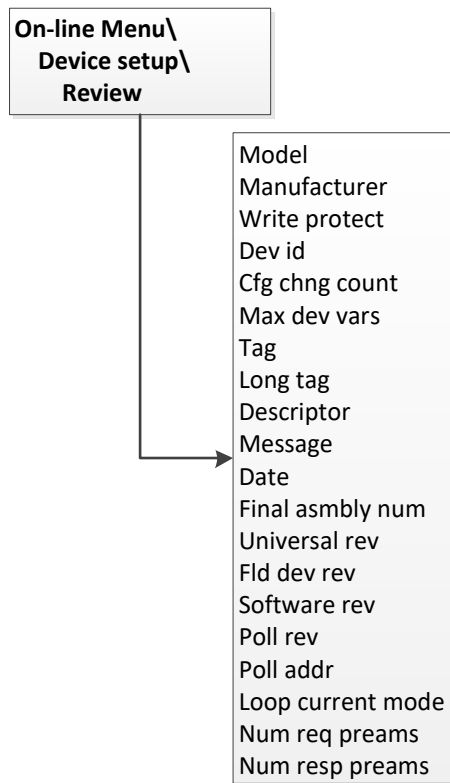 On-line Menu\
Device setup\
Review
Model
Manufacturer
Write protect
Dev id
Cfg chng count
Max dev vars
Tag
Long tag
Descriptor
Message
Date
Final asmbly num
Universal rev
Fld dev rev
Software rev
Poll rev
Poll addr
Loop current mode
Num req preams
Num resp preams